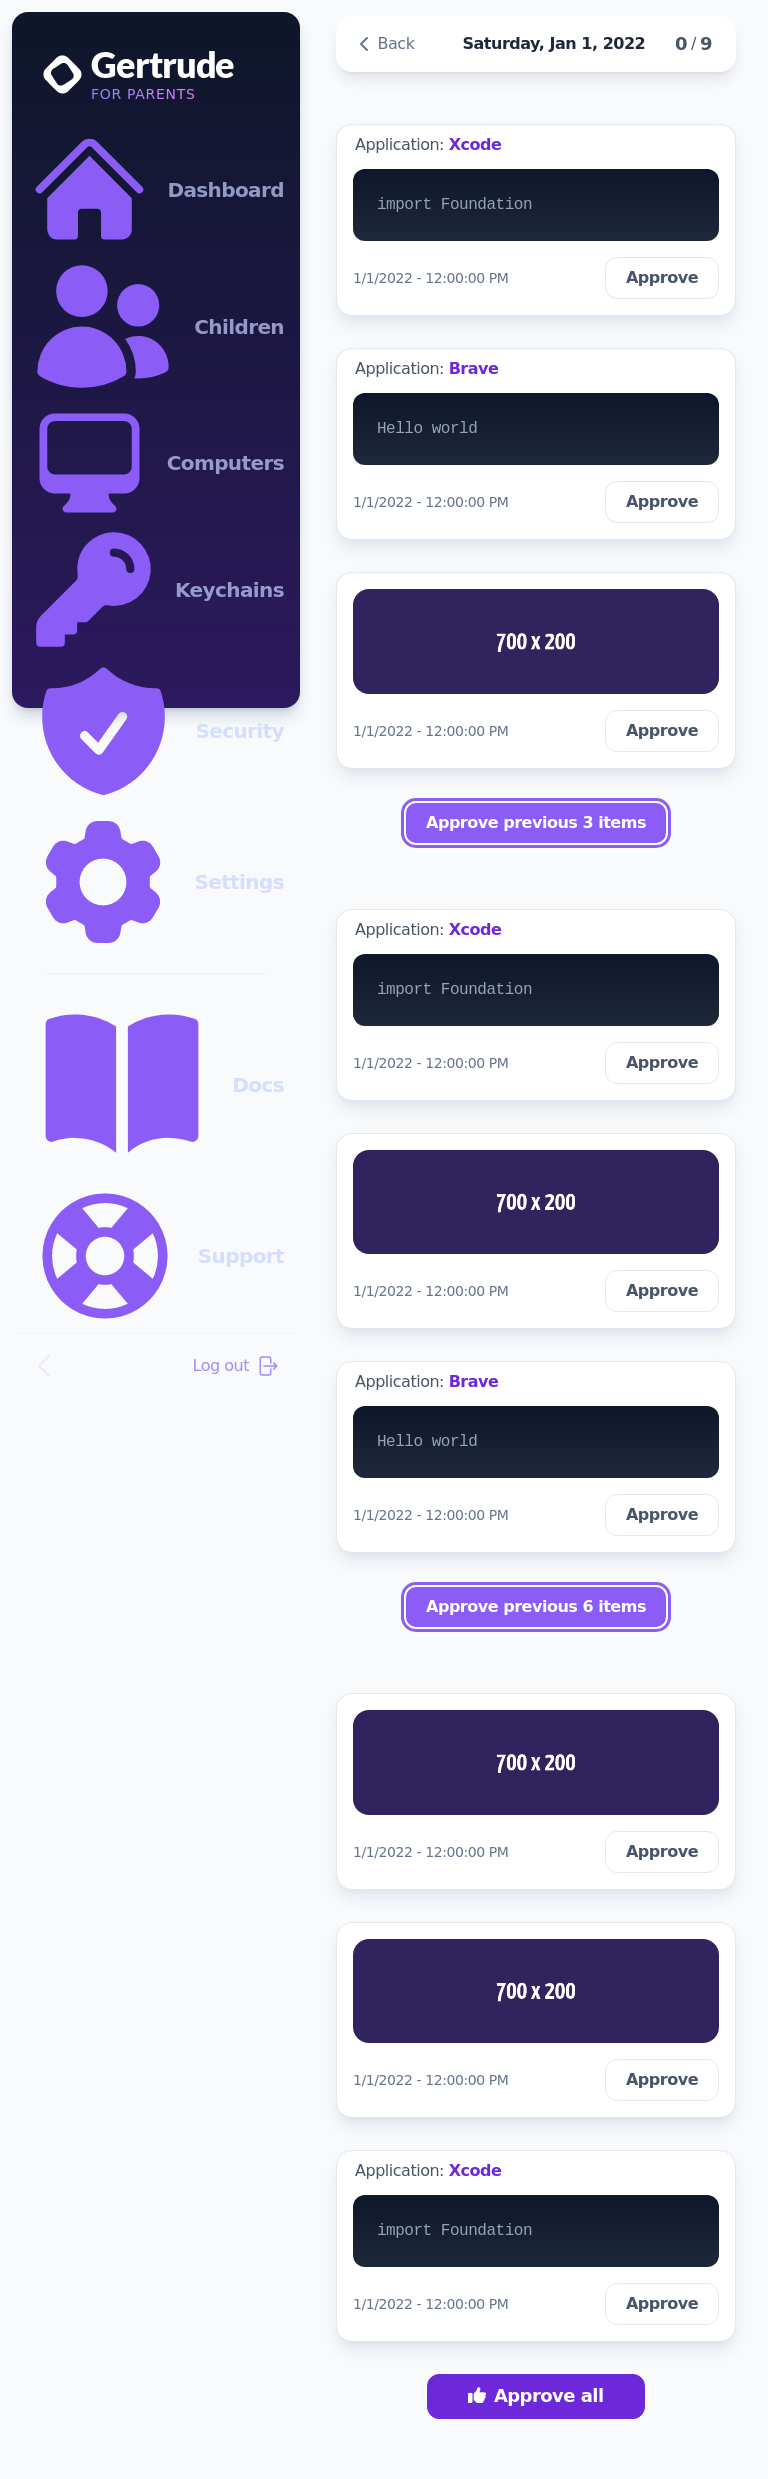 Gertrude
FOR PARENTS
Dashboard
Children
Computers
Keychains
Security
Settings
Docs
Support
Log out
Back
Saturday, Jan 1, 2022
0 / 9
Application: Xcode
import Foundation
1/1/2022 - 12:00:00 PM
Approve
Application: Brave
Hello world
1/1/2022 - 12:00:00 PM
Approve
700 x 200
1/1/2022 - 12:00:00 PM
Approve
Approve previous 3 items
Application: Xcode
import Foundation
1/1/2022 - 12:00:00 PM
Approve
700 x 200
1/1/2022 - 12:00:00 PM
Approve
Application: Brave
Hello world
1/1/2022 - 12:00:00 PM
Approve
Approve previous 6 items
700 x 200
1/1/2022 - 12:00:00 PM
Approve
700 x 200
1/1/2022 - 12:00:00 PM
Approve
Application: Xcode
import Foundation
1/1/2022 - 12:00:00 PM
Approve
Approve all